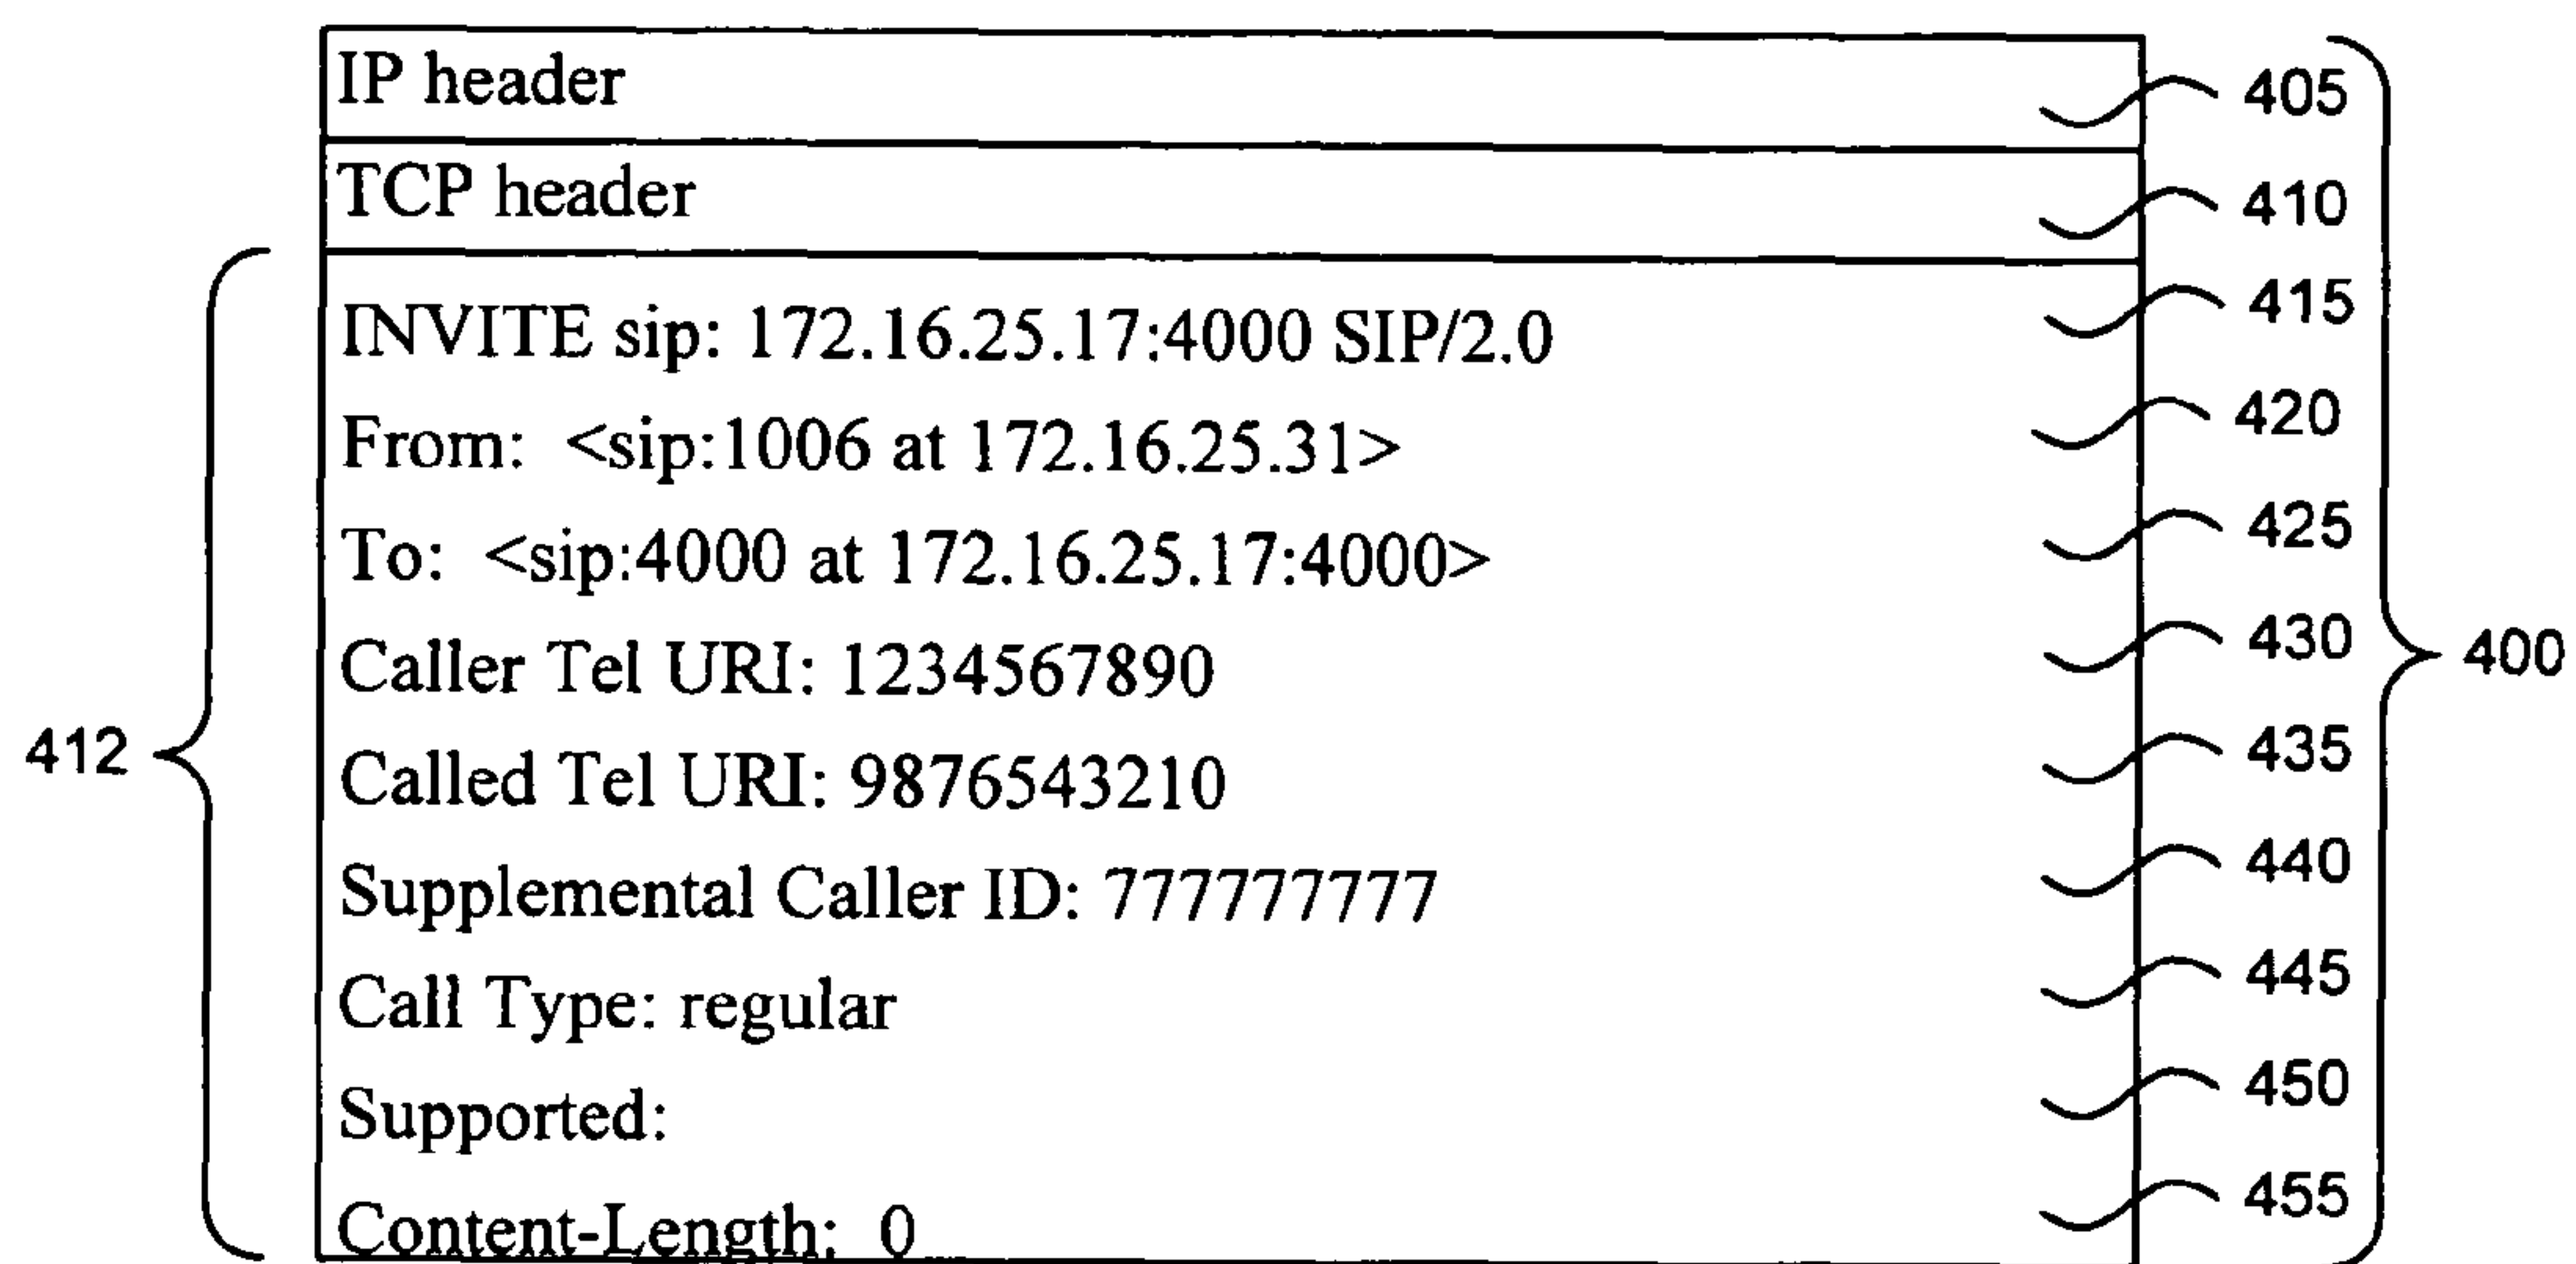 IP header 405
TCP header 410
INVITE sip: 172.16.25.17:4000 SIP/2.0 415
From: <sip:1006 at 172.16.25.31> 420
To: <sip:4000 at 172.16.25.17:4000> 425
Caller Tel URI: 1234567890 430
400
Called Tel URI: 9876543210 435
412
Supplemental Caller ID: 777777777 440
Call Type: regular 445
Supported: 450
Content-Length: 0 455